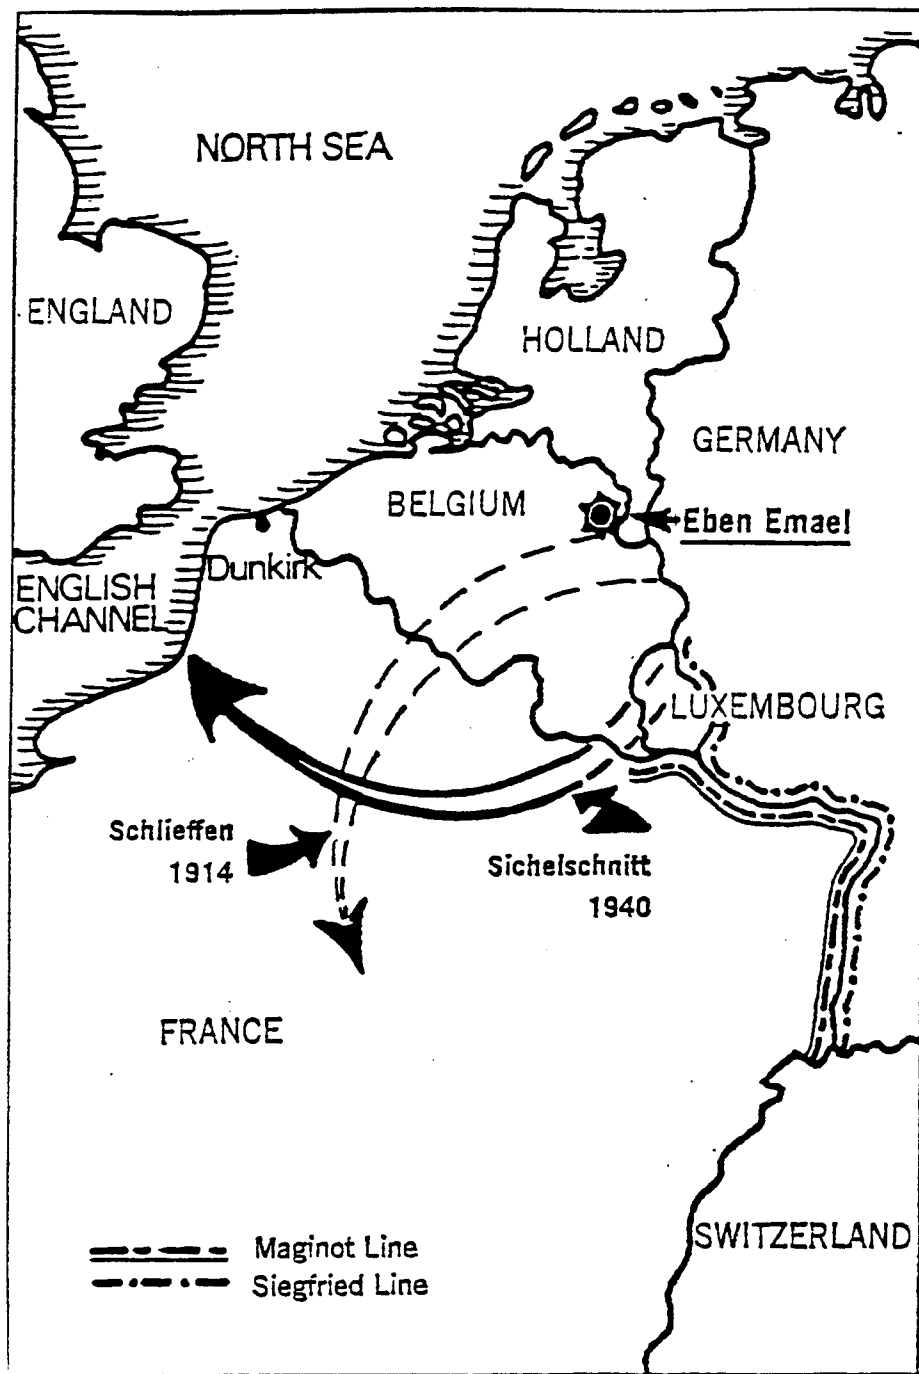 NORTH SEA
ENGLAND
HOLLAND
GERMANY
BELGIUM
Eben Emael
Dunkirk
ENGLISH
CHANNEL
LUXEMBOURG
Schlieffen
1914
Sichelschnitt
1940
FRANCE
SWITZERLAND
Maginot Line
Siegfried Line